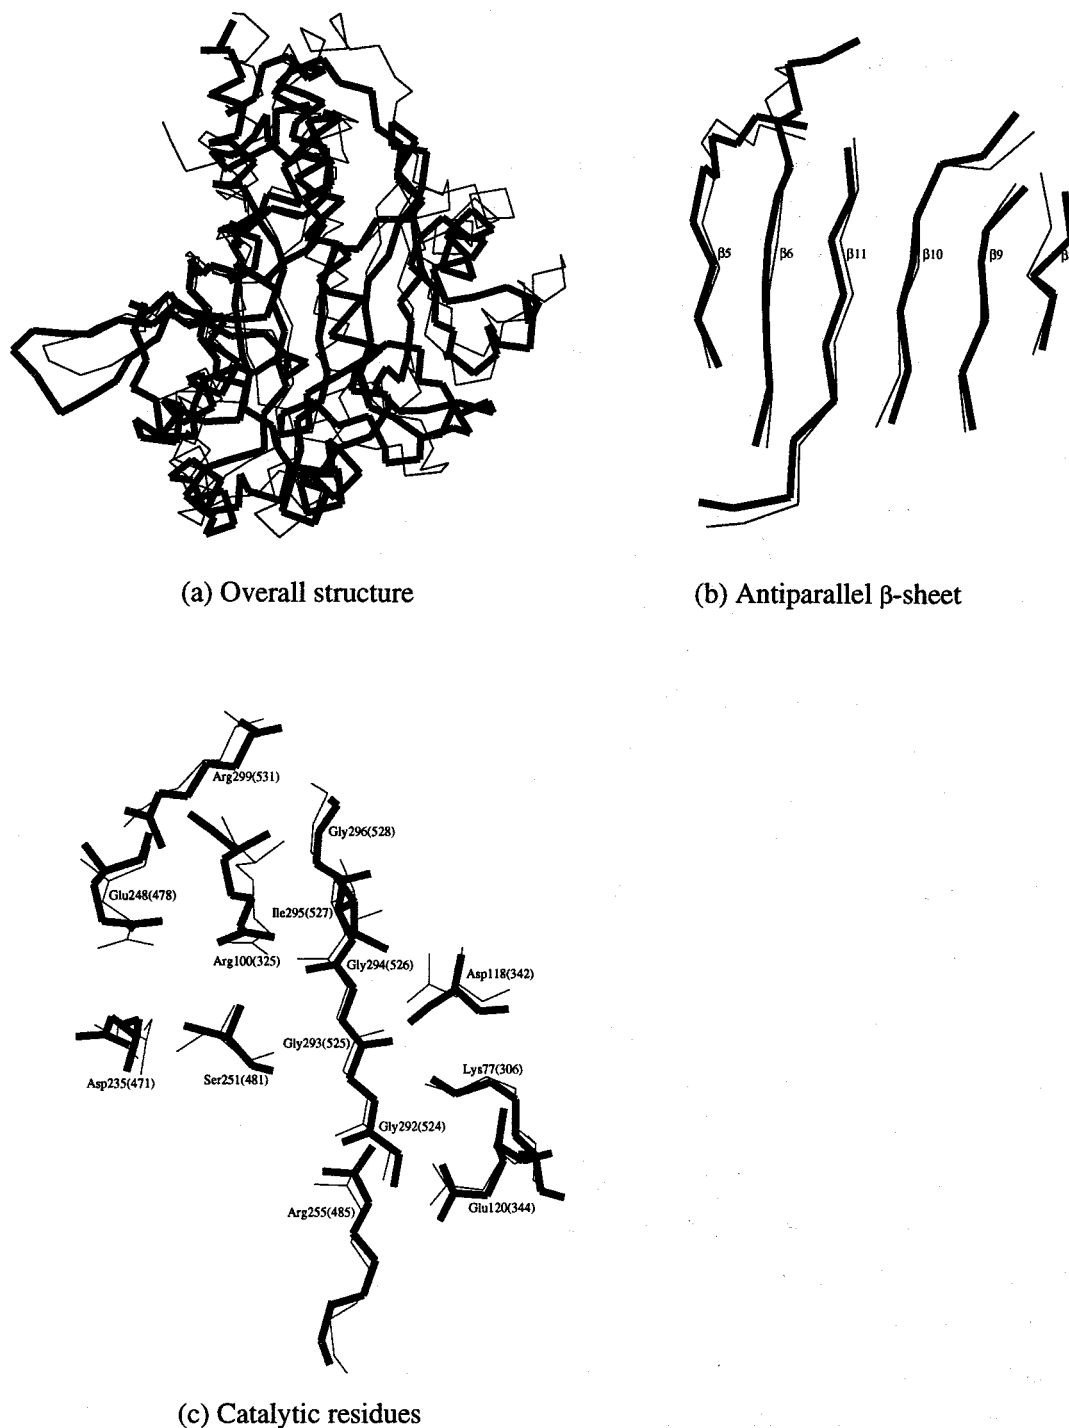 β5
β6
β11
β10
β9
(a) Overall structure
(b) Antiparallel β-sheet
Arg299(531)
Gly296(528)
Glu248(478)
Ile295(527)
Arg100(325)
Gly294(526)
Asp118(342)
Gly293(525)
Asp235(471)
Ser251(481)
Lys77(306)
Gly292(524)
Arg255(485)
Glu120(344)
(c) Catalytic residues